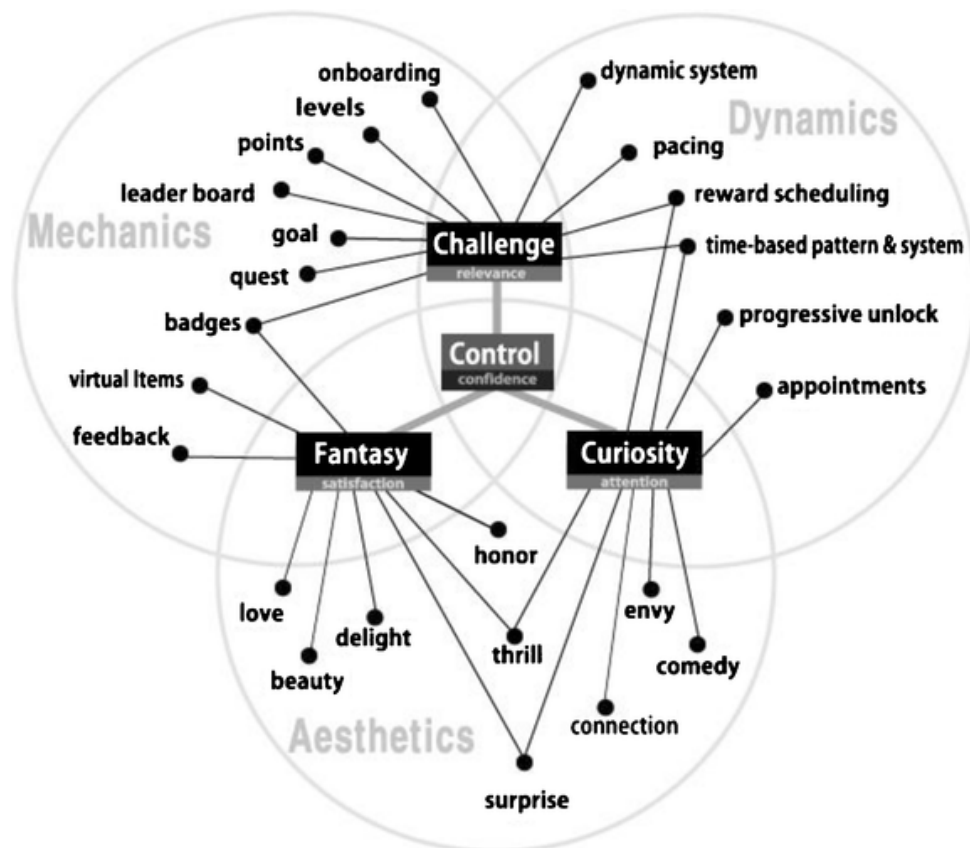 onboarding
dynamic system
levels
Dynamics
points
pacing
leader board
reward scheduling
Mechanics
goal
Challenge
relevance
time-based pattern & system
quest
badges
progressive unlock
Control
confidence
virtual Items
appointments
feedback
Fantasy
satisfaction
Curiosity
attention
honor
love
delight
envy
thrill
comedy
beauty
connection
Aesthetics
surprise